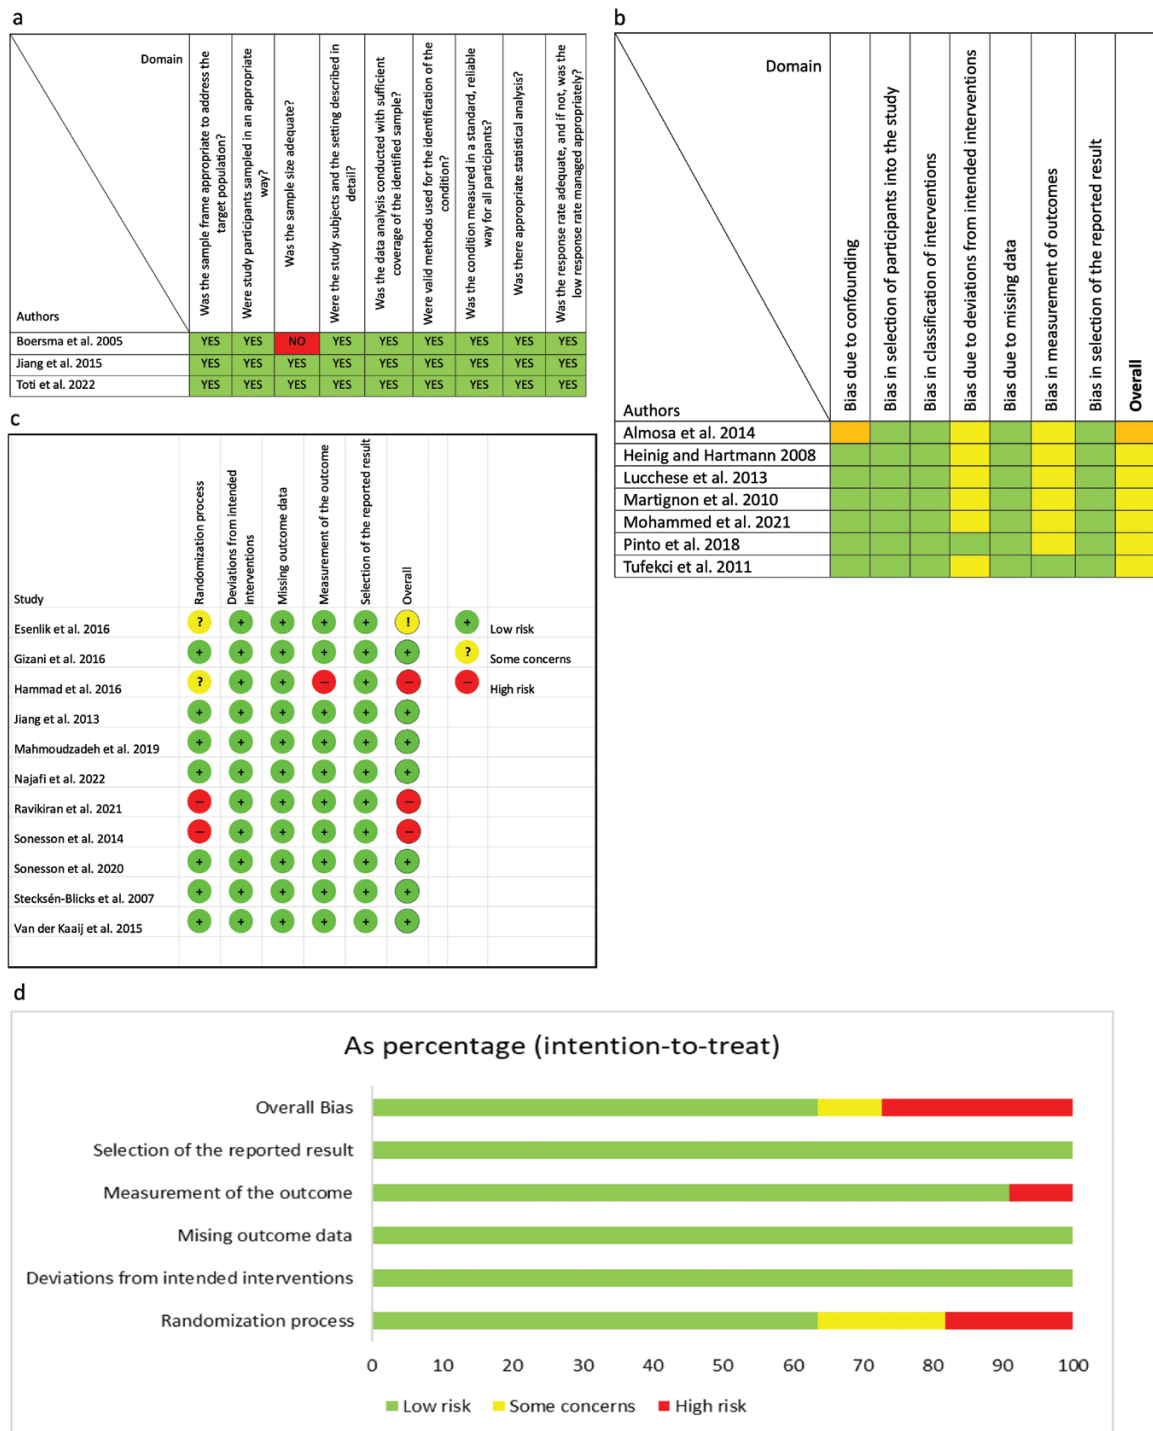 a
Domain
Was the sample frame appropriate to address the
target population?
Were study participants sampled in an appropriate
way?
Was the sample size adequate?
Were the study subjects and the setting described in
detail?
Was the data analysis conducted with sufficient
coverage of the identified sample?
Were valid methods used for the identification of the
condition?
Was the condition measured in a standard, reliable
way for all participants?
Was there appropriate statistical analysis?
Was the response rate adequate, and if not, was the
low response rate managed appropriately?
Authors
Boersma et al. 2005 YES YES NO YES YES YES YES YES YES
Jiang et al. 2015 YES YES YES YES YES YES YES YES YES
Toti et al. 2022 YES YES YES YES YES YES YES YES YES
b
Domain
Bias due to confounding
Bias in selection of participants into the study
Bias in classification of interventions
Bias due to deviations from intended interventions
Bias due to missing data
Bias in measurement of outcomes
Bias in selection of the reported result
Overall
Authors
Almosa et al. 2014
Heinig and Hartmann 2008
Lucchese et al. 2013
Martignon et al. 2010
Mohammed et al. 2021
Pinto et al. 2018
Tufekci et al. 2011
c
Study
Randomization process
Deviations from intended
interventions
Missing outcome data
Measurement of the outcome
Selection of the reported result
Overall
Esenlik et al. 2016 ? + + + + ! + Low risk
Gizani et al. 2016 + + + + + + ? Some concerns
Hammad et al. 2016 ? + + − + − − High risk
Jiang et al. 2013 + + + + + +
Mahmoudzadeh et al. 2019 + + + + + +
Najafi et al. 2022 + + + + + +
Ravikiran et al. 2021 − + + + + −
Sonesson et al. 2014 − + + + + −
Sonesson et al. 2020 + + + + + +
Stecksén-Blicks et al. 2007 + + + + + +
Van der Kaaij et al. 2015 + + + + + +
d
As percentage (intention-to-treat)
Overall Bias
Selection of the reported result
Measurement of the outcome
Mising outcome data
Deviations from intended interventions
Randomization process
0 10 20 30 40 50 60 70 80 90 100
Low risk Some concerns High risk